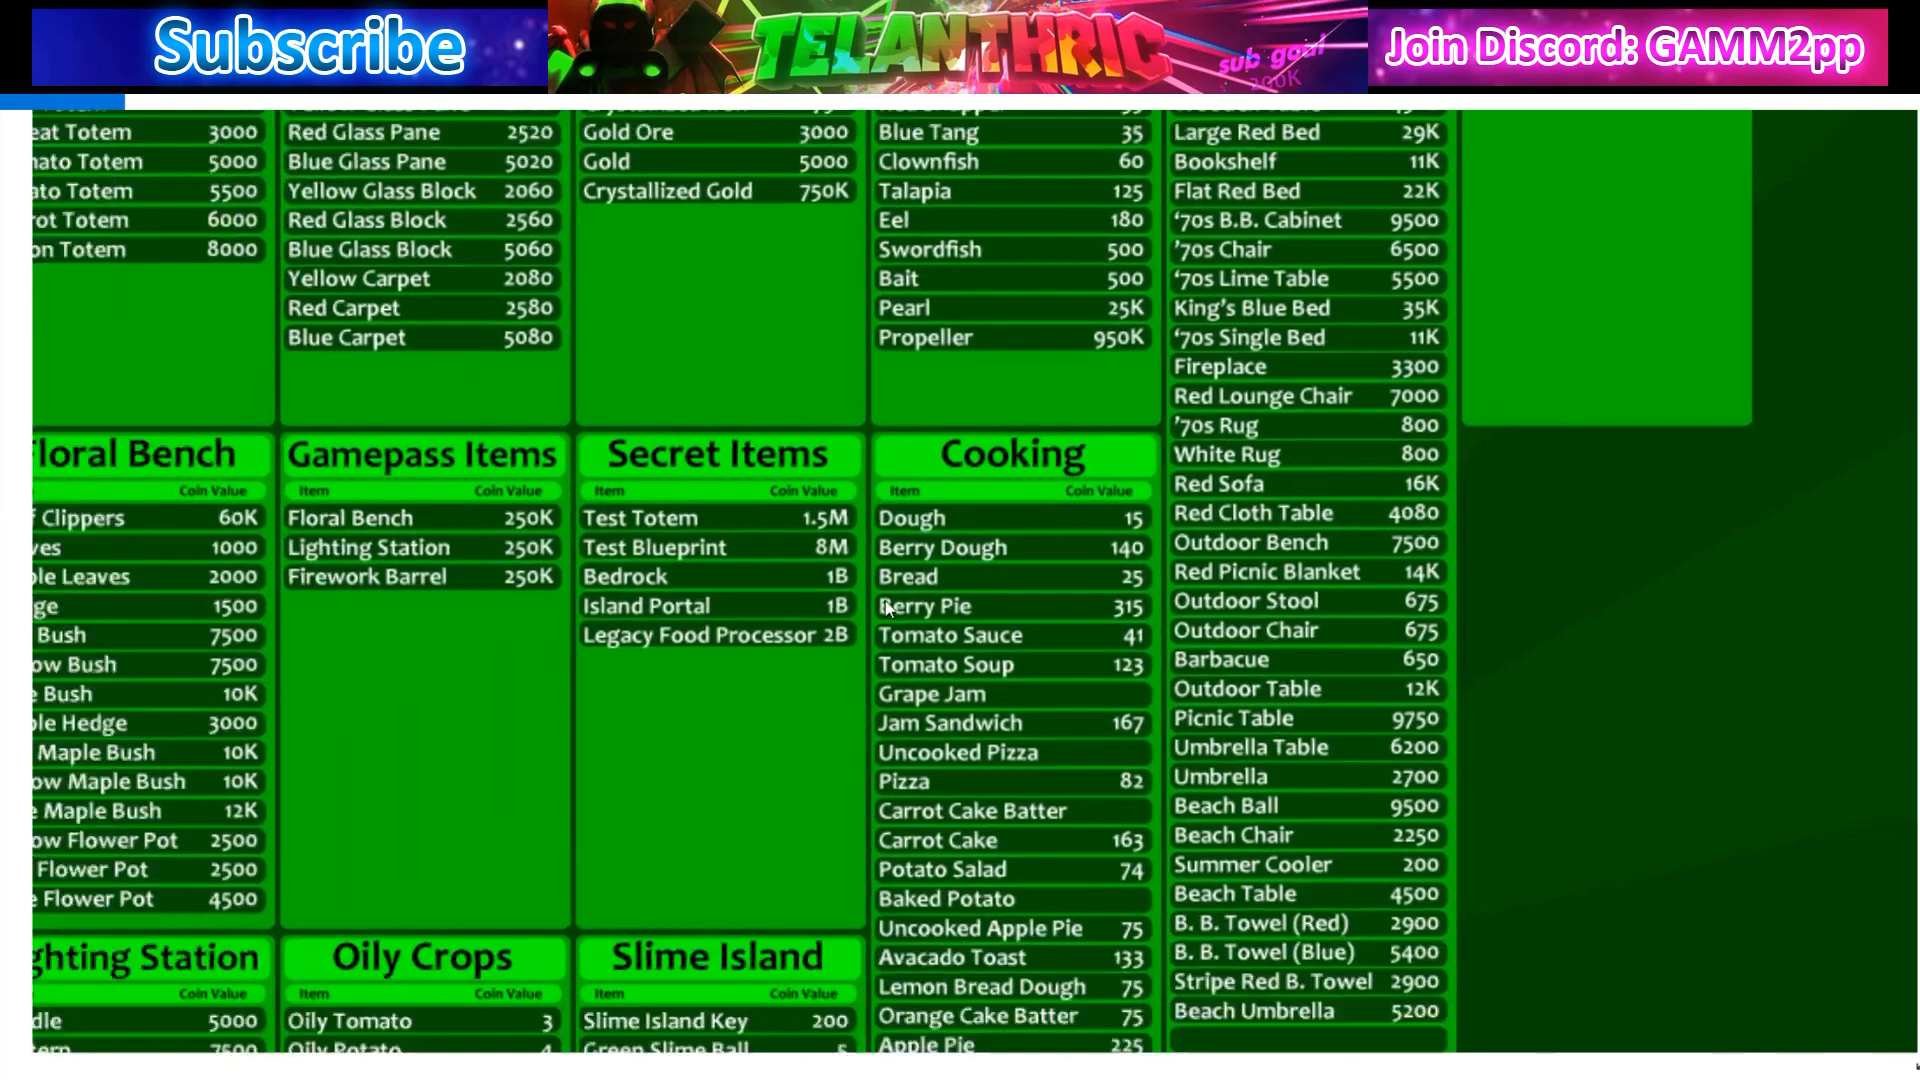 Subscribe
TELANTHRIC
sub goal
200K
Join Discord: GAMM2pp
eat Totem 3000
nato Totem 5000
ato Totem 5500
rot Totem 6000
on Totem 8000
Red Glass Pane 2520
Blue Glass Pane 5020
Yellow Glass Block 2060
Red Glass Block 2560
Blue Glass Block 5060
Yellow Carpet 2080
Red Carpet 2580
Blue Carpet 5080
Gold Ore 3000
Gold 5000
Crystallized Gold 750K
Blue Tang 35
Clownfish 60
Talapia 125
Eel 180
Swordfish 500
Bait 500
Pearl 25K
Propeller 950K
Large Red Bed 29K
Bookshelf 11K
Flat Red Bed 22K
‘70s B.B. Cabinet 9500
’70s Chair 6500
‘70s Lime Table 5500
King’s Blue Bed 35K
‘70s Single Bed 11K
Fireplace 3300
Red Lounge Chair 7000
’70s Rug 800
White Rug 800
Red Sofa 16K
Red Cloth Table 4080
Outdoor Bench 7500
Red Picnic Blanket 14K
Outdoor Stool 675
Outdoor Chair 675
Barbacue 650
Outdoor Table 12K
Picnic Table 9750
Umbrella Table 6200
Umbrella 2700
Beach Ball 9500
Beach Chair 2250
Summer Cooler 200
Beach Table 4500
B. B. Towel (Red) 2900
B. B. Towel (Blue) 5400
Stripe Red B. Towel 2900
Beach Umbrella 5200
Floral Bench
Coin Value
f Clippers 60K
ves 1000
ple Leaves 2000
ge 1500
Bush 7500
ow Bush 7500
e Bush 10K
ple Hedge 3000
Maple Bush 10K
ow Maple Bush 10K
e Maple Bush 12K
ow Flower Pot 2500
Flower Pot 2500
e Flower Pot 4500
Gamepass Items
Item Coin Value
Floral Bench 250K
Lighting Station 250K
Firework Barrel 250K
Secret Items
Item Coin Value
Test Totem 1.5M
Test Blueprint 8M
Bedrock 1B
Island Portal 1B
Legacy Food Processor 2B
Cooking
Item Coin Value
Dough 15
Berry Dough 140
Bread 25
Berry Pie 315
Tomato Sauce 41
Tomato Soup 123
Grape Jam
Jam Sandwich 167
Uncooked Pizza
Pizza 82
Carrot Cake Batter
Carrot Cake 163
Potato Salad 74
Baked Potato
Uncooked Apple Pie 75
Avacado Toast 133
Lemon Bread Dough 75
Orange Cake Batter 75
Apple Pie 225
ghting Station
Coin Value
dle 5000
tern 7500
Oily Crops
Item Coin Value
Oily Tomato 3
Oily Potato 4
Slime Island
Item Coin Value
Slime Island Key 200
Green Slime Ball 5